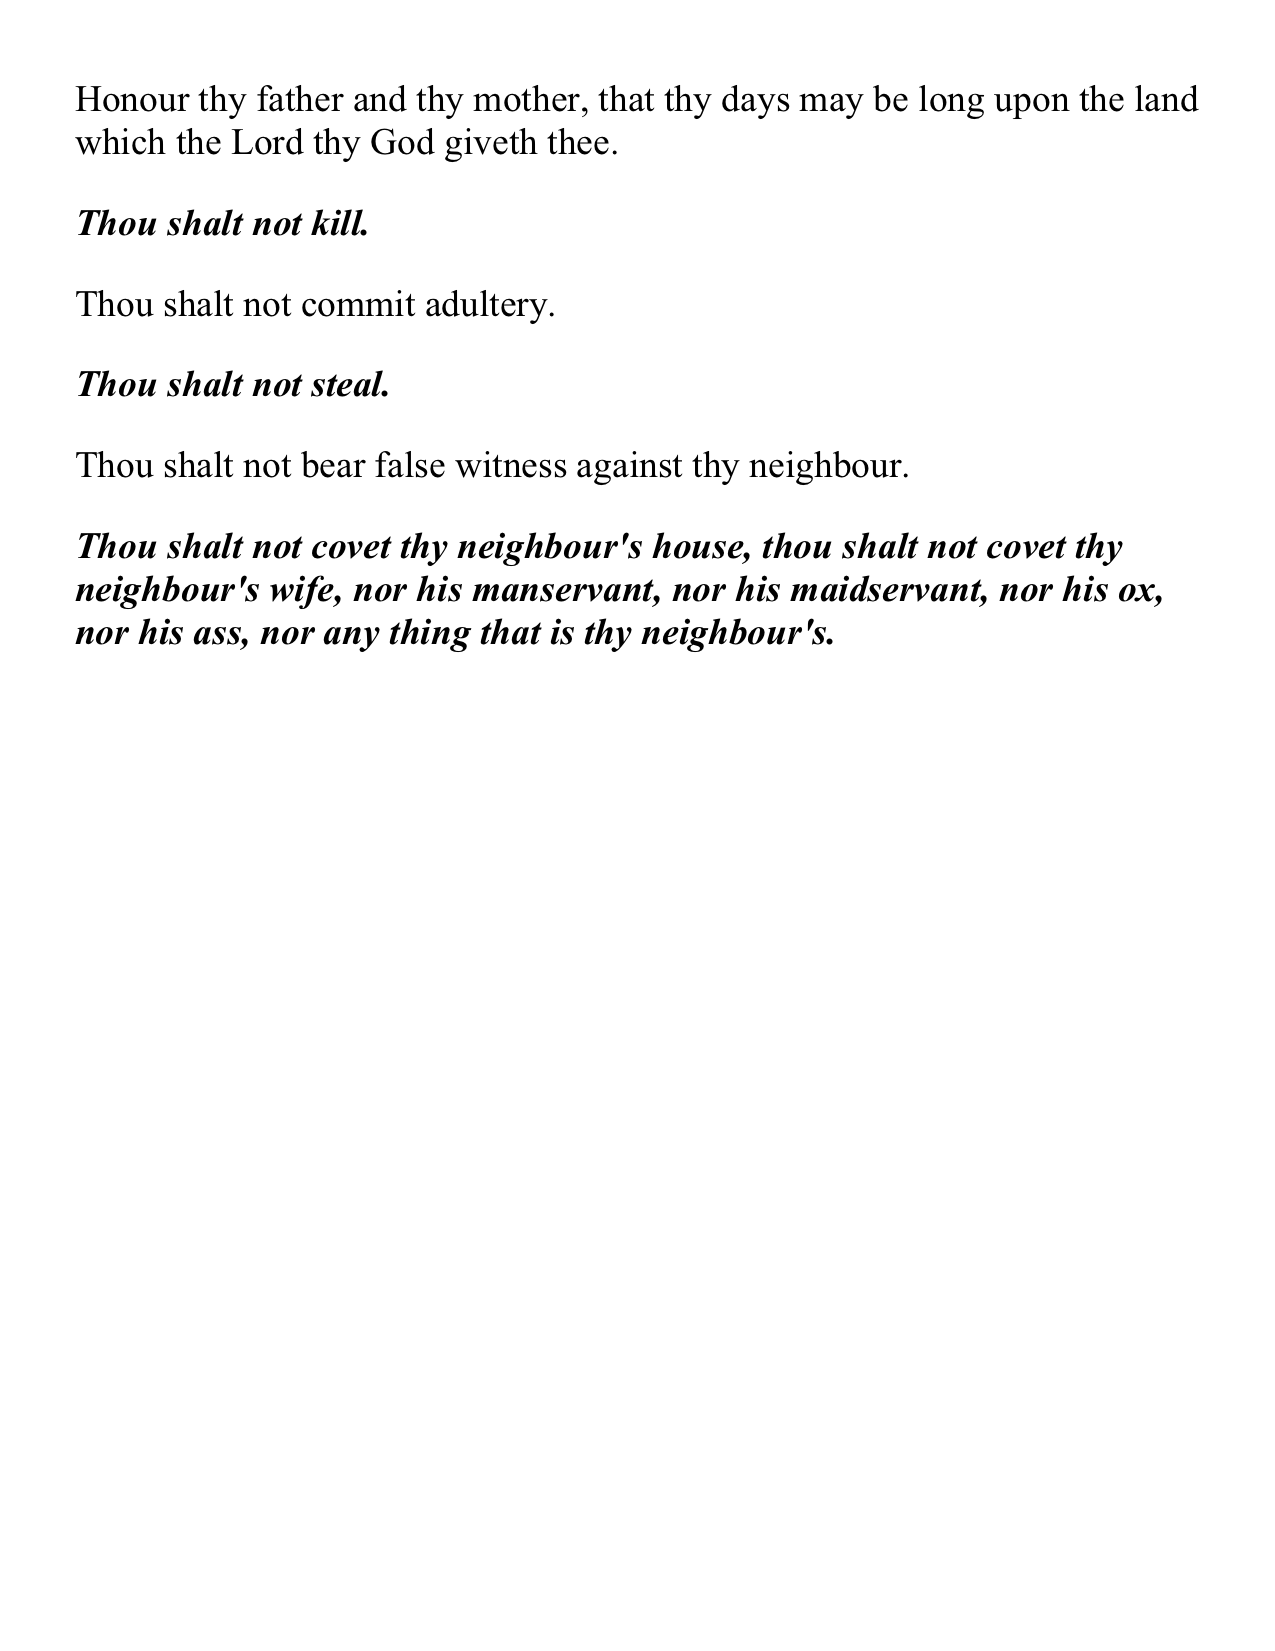 Honour thy father and thy mother, that thy days may be long upon the land
which the Lord thy God giveth thee.
Thou shalt not kill.
Thou shalt not commit adultery.
Thou shalt not steal.
Thou shalt not bear false witness against thy neighbour.
Thou shalt not covet thy neighbour's house, thou shalt not covet thy
neighbour's wife, nor his manservant, nor his maidservant, nor his ox,
nor his ass, nor any thing that is thy neighbour's.